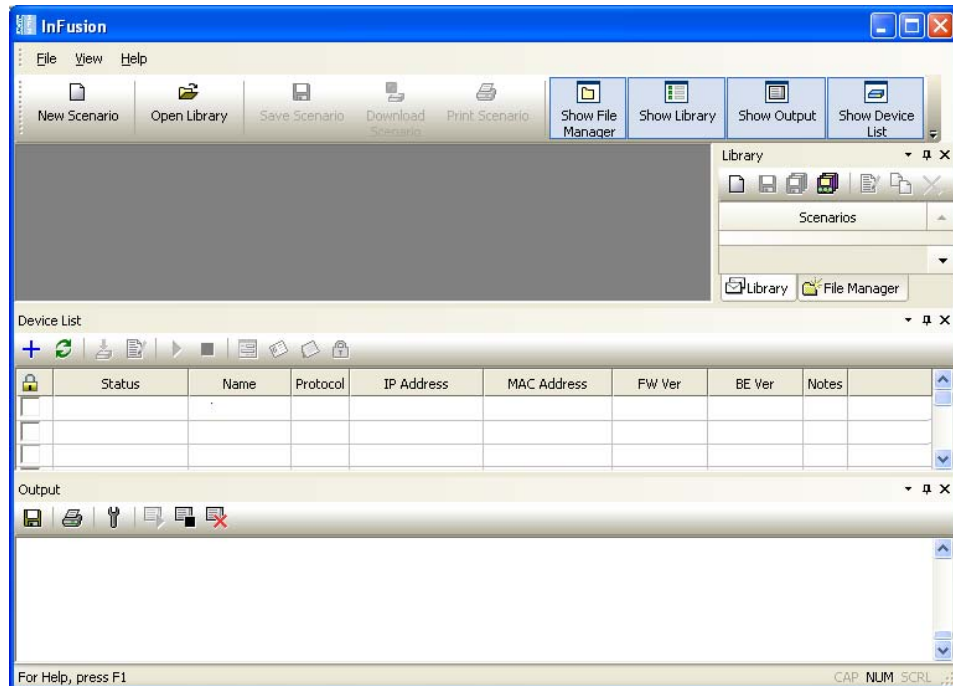 InFusion
File View Help
New Scenario Open Library Save Scenario Download Scenario Print Scenario Show File Manager Show Library Show Output Show Device List
Library
Scenarios
Library File Manager
Device List
Status Name Protocol IP Address MAC Address FW Ver BE Ver Notes
Output
For Help, press F1 CAP NUM SCRL